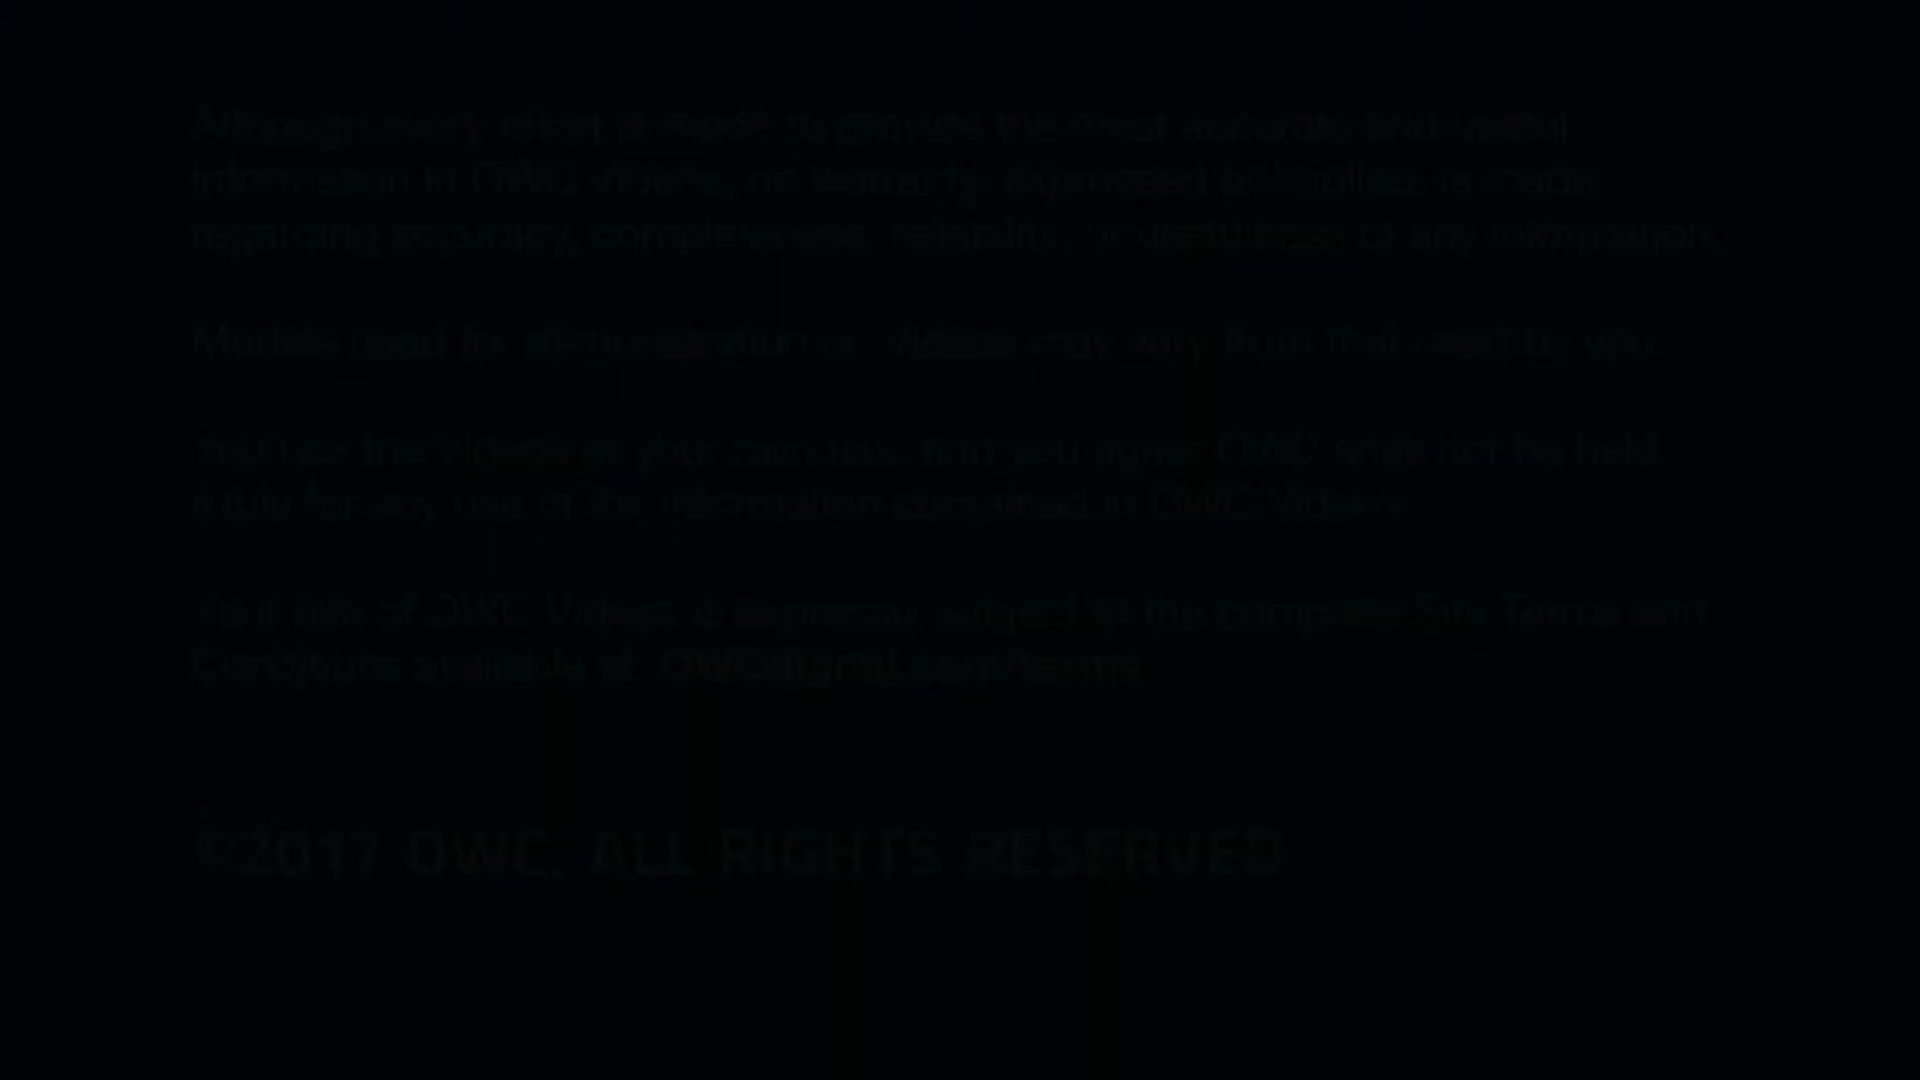 Although every effort is made to provide the most accurate and useful
information in OWC Videos, no warranty, expressed or implied, is made
regarding accuracy, completeness, reliability, or usefulness of any information.
Models used for demonstration in Videos may vary from that used by you.
You use the Videos at your own risk, and you agree OWC shall not be held
liable for any use of the information contained in OWC Videos.
Your use of OWC Videos is expressly subject to the complete Site Terms and
Conditions available at: OWCdigital.com/terms
©2017 OWC, ALL RIGHTS RESERVED